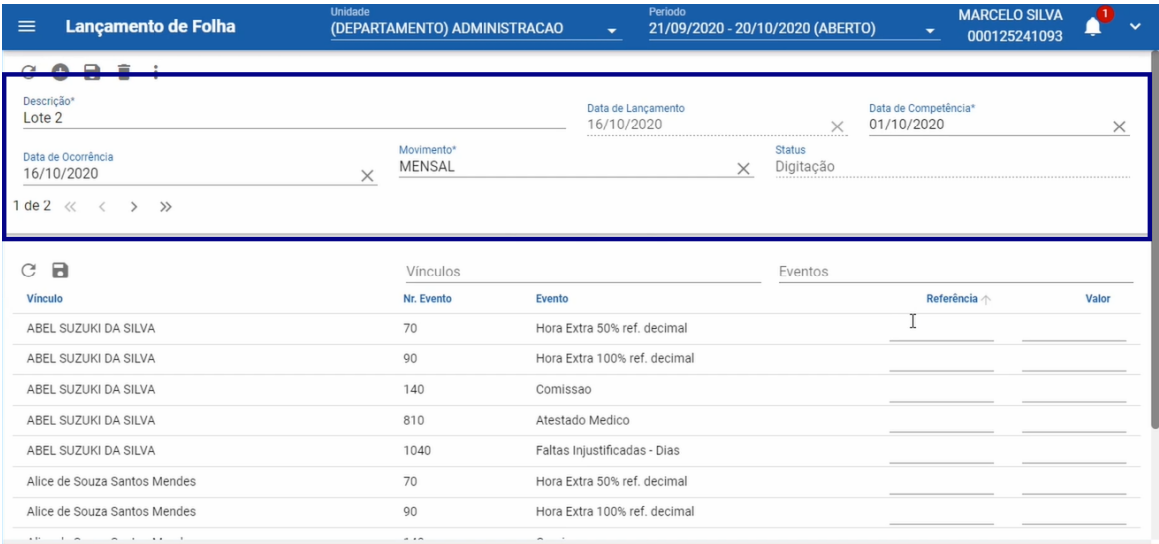 Lançamento de Folha
Unidade
(DEPARTAMENTO) ADMINISTRACAO
Periodo
21/09/2020 - 20/10/2020 (ABERTO)
MARCELO SILVA
000125241093
1
Descrição*
Lote 2
Data de Lançamento
16/10/2020
Data de Competência*
01/10/2020
Data de Ocorrência
16/10/2020
Movimento*
MENSAL
Status
Digitação
1 de 2
Vínculos
Eventos
Vínculo Nr. Evento Evento Referência Valor
ABEL SUZUKI DA SILVA 70 Hora Extra 50% ref. decimal
ABEL SUZUKI DA SILVA 90 Hora Extra 100% ref. decimal
ABEL SUZUKI DA SILVA 140 Comissao
ABEL SUZUKI DA SILVA 810 Atestado Medico
ABEL SUZUKI DA SILVA 1040 Faltas Injustificadas - Dias
Alice de Souza Santos Mendes 70 Hora Extra 50% ref. decimal
Alice de Souza Santos Mendes 90 Hora Extra 100% ref. decimal